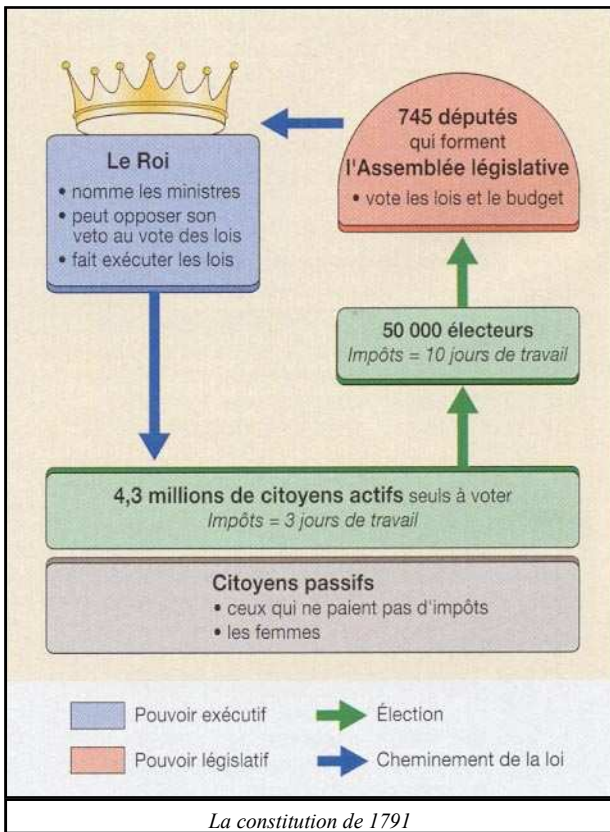 Le Roi
• nomme les ministres
• peut opposer son
veto au vote des lois
• fait exécuter les lois
745 députés
qui forment
l'Assemblée législative
• vote les lois et le budget
50 000 électeurs
Impôts = 10 jours de travail
4,3 millions de citoyens actifs seuls à voter
Impôts = 3 jours de travail
Citoyens passifs
• ceux qui ne paient pas d'impôts
• les femmes
Pouvoir exécutif
Élection
Pouvoir législatif
Cheminement de la loi
La constitution de 1791